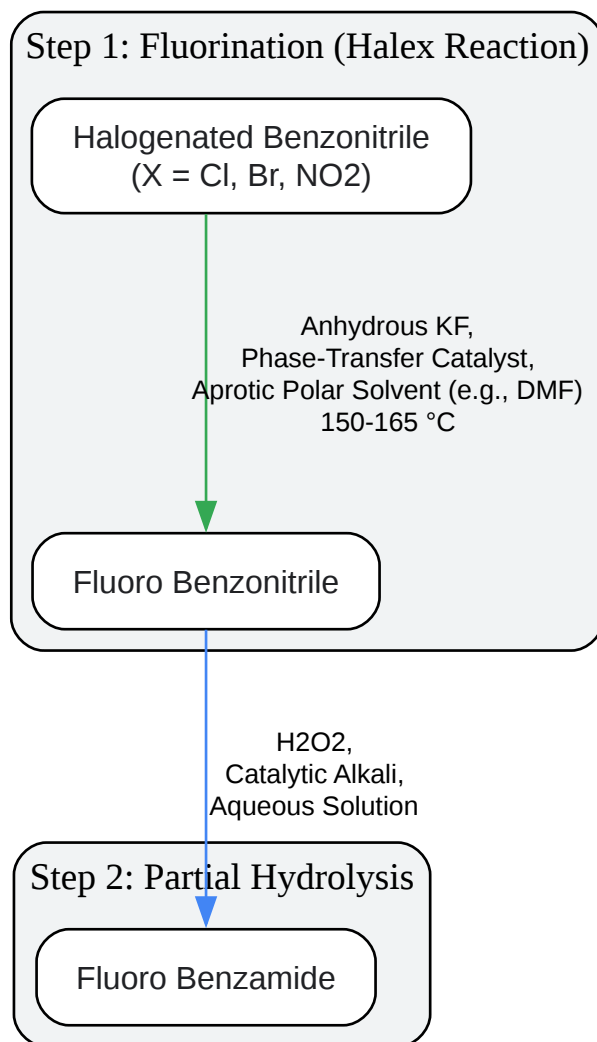 Step 1: Fluorination (Halex Reaction)
Halogenated Benzonitrile
(X = Cl, Br, NO2)
Anhydrous KF,
Phase-Transfer Catalyst,
Aprotic Polar Solvent (e.g., DMF)
150-165 °C
Fluoro Benzonitrile
H2O2,
Catalytic Alkali,
Aqueous Solution
Step 2: Partial Hydrolysis
Fluoro Benzamide